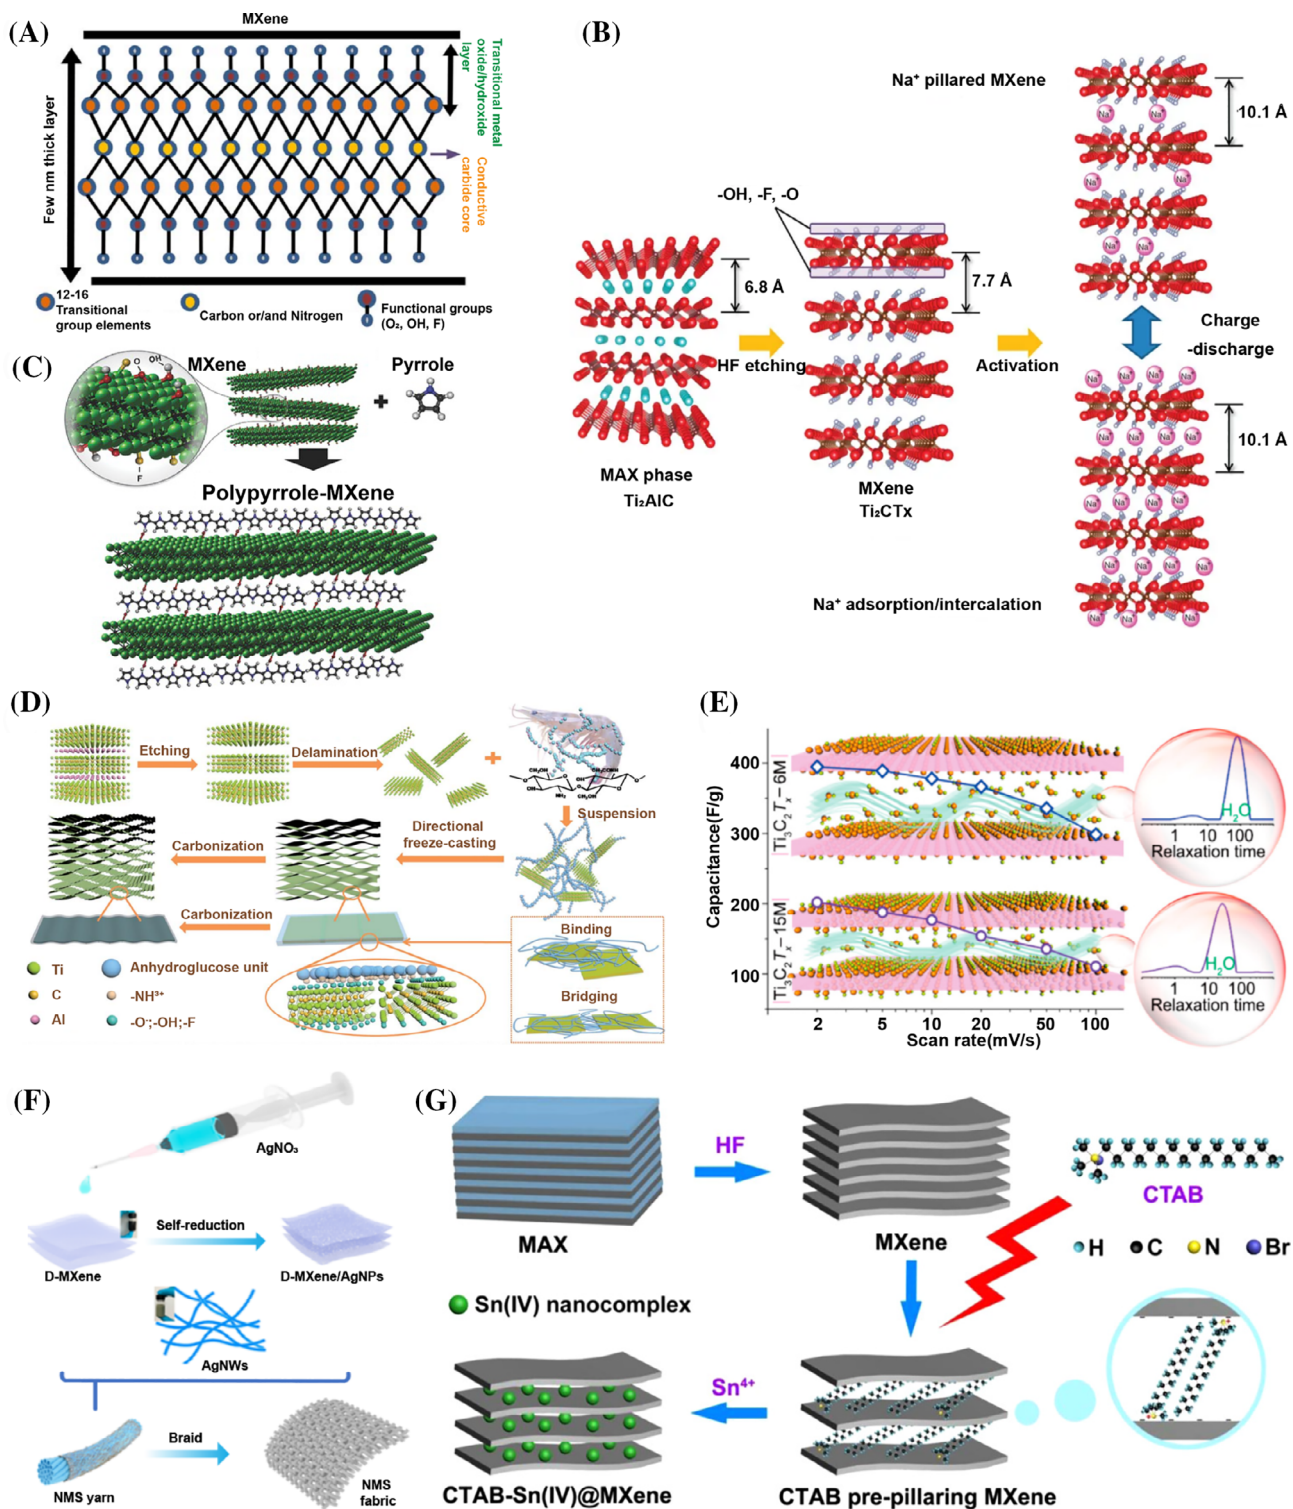 (A)
MXene
Few nm thick layer
Transitional metal
oxide/hydroxide
layer
Conductive
carbide core
12-16
Transitional
group elements
Carbon or/and Nitrogen
Functional groups
(O₂, OH, F)
(B)
Na⁺ pillared MXene
10.1 Å
-OH, -F, -O
6.8 Å
7.7 Å
HF etching
Activation
Charge
-discharge
10.1 Å
MAX phase
Ti₂AlC
MXene
Ti₂CTx
Na⁺ adsorption/intercalation
Na⁺
(C)
MXene
Pyrrole
O
OH
F
+
Polypyrrole-MXene
(D)
Etching
Delamination
+
Suspension
Directional
freeze-casting
Carbonization
Carbonization
Binding
Bridging
Ti
C
Al
Anhydroglucose unit
-NH³⁺
-O⁻;-OH;-F
(E)
Capacitance(F/g)
400
300
200
100
Ti₃C₂Tₓ–6M
Ti₃C₂Tₓ–15M
2
5
10
20
50
100
Scan rate(mV/s)
H₂O
1 10 100
Relaxation time
H₂O
1 10 100
Relaxation time
(F)
AgNO₃
Self-reduction
D-MXene
D-MXene/AgNPs
AgNWs
Braid
NMS yarn
NMS
fabric
(G)
HF
MAX
MXene
CTAB
H
C
N
Br
Sn(IV) nanocomplex
Sn⁴⁺
CTAB-Sn(IV)@MXene
CTAB pre-pillaring MXene